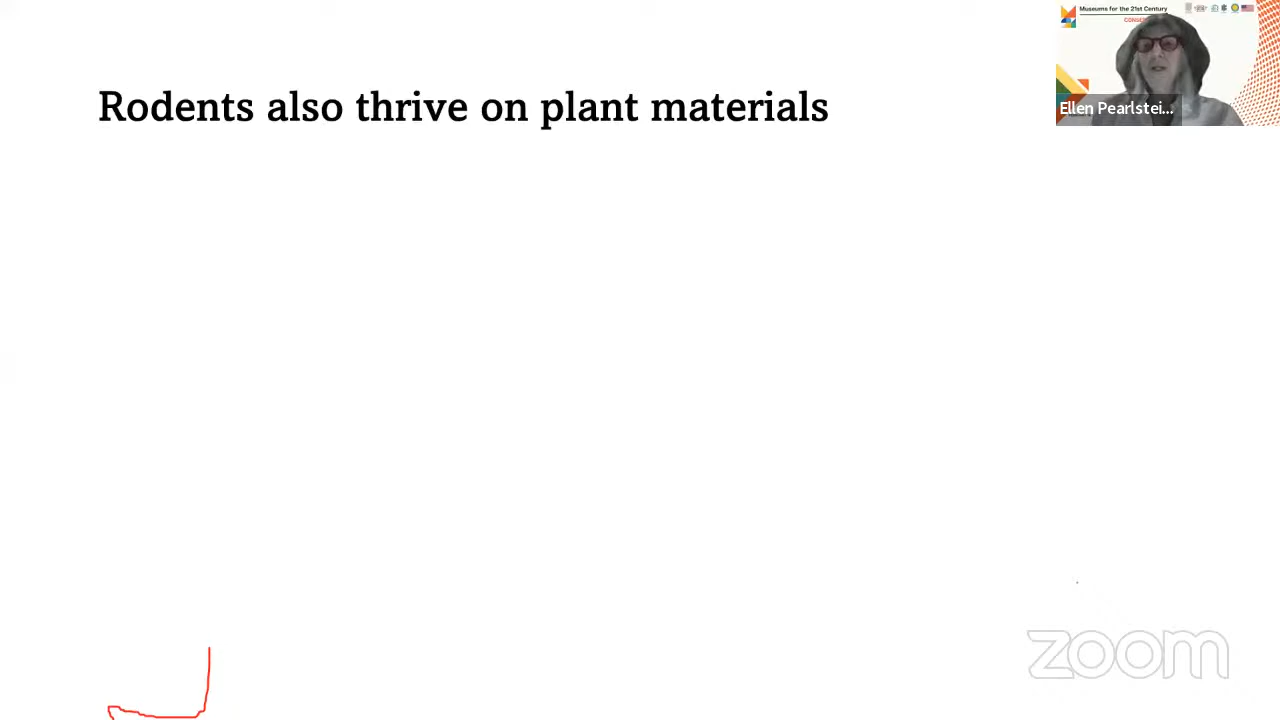 Rodents also thrive on plant materials
Museums for the 21st Century
Ellen Pearlstei...
zoom